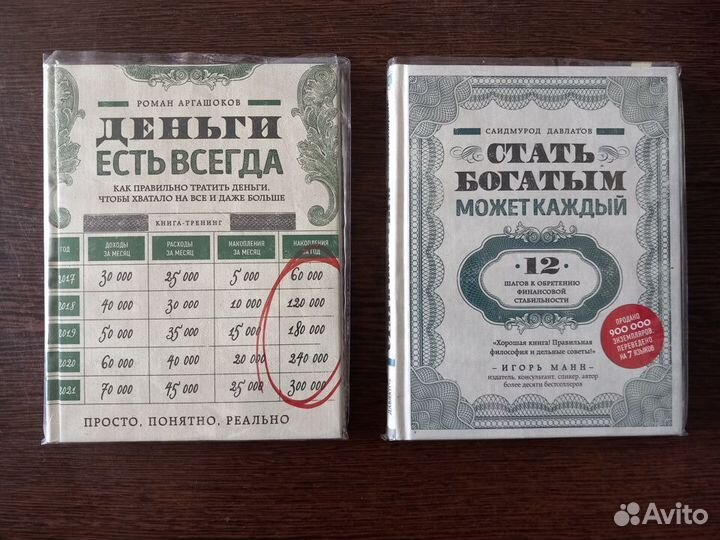 РОМАН АРГАШОКОВ
ДЕНЬГИ
ЕСТЬ ВСЕГДА
КАК ПРАВИЛЬНО ТРАТИТЬ ДЕНЬГИ,
ЧТОБЫ ХВАТАЛО НА ВСЕ И ДАЖЕ БОЛЬШЕ
КНИГА-ТРЕНИНГ
ГОД ДОХОДЫ ЗА МЕСЯЦ РАСХОДЫ ЗА МЕСЯЦ НАКОПЛЕНИЯ ЗА МЕСЯЦ НАКОПЛЕНИЯ ЗА ГОД
2017 30 000 25 000 5 000 60 000
2018 40 000 30 000 10 000 120 000
2019 50 000 35 000 15 000 180 000
2020 60 000 40 000 20 000 240 000
2021 70 000 45 000 25 000 300 000
ПРОСТО, ПОНЯТНО, РЕАЛЬНО
САИДМУРОД ДАВЛАТОВ
СТАТЬ
БОГАТЫМ
МОЖЕТ КАЖДЫЙ
12
ШАГОВ К ОБРЕТЕНИЮ
ФИНАНСОВОЙ
СТАБИЛЬНОСТИ
ПРОДАНО
900 000
ЭКЗЕМПЛЯРОВ,
ПЕРЕВЕДЕНО
НА 7 ЯЗЫКОВ
«Хорошая книга! Правильная
философия и дельные советы!»
– ИГОРЬ МАНН –
издатель, консультант, спикер, автор
более десяти бестселлеров
Avito